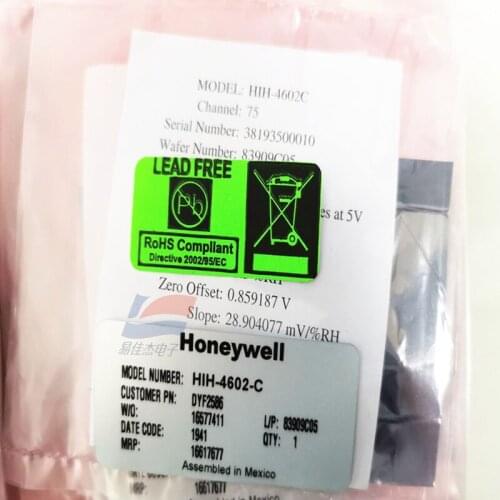 MODEL: HIH-4602C
Channel: 75
Serial Number: 38193500010
Wafer Number: 83909C05
LEAD FREE
Pb
es at 5V
RoHS Compliant
Directive 2002/95/EC
%RH
Zero Offset: 0.859187 V
Slope: 28.904077 mV/%RH
易佳杰电子
Honeywell
MODEL NUMBER: HIH-4602-C
CUSTOMER PN: DYF2586
W/O: 16577411 L/P: 83909C05
DATE CODE: 1941 QTY: 1
MRP: 16617677
Assembled in Mexico